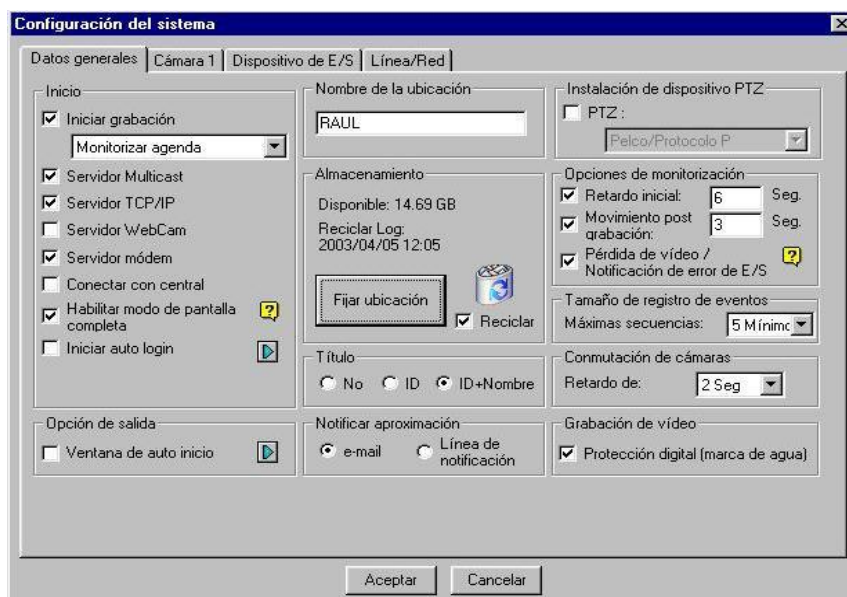 Configuración del sistema
Datos generales
Cámara 1
Dispositivo de E/S
Línea/Red
Inicio
Iniciar grabación
Monitorizar agenda
Servidor Multicast
Servidor TCP/IP
Servidor WebCam
Servidor módem
Conectar con central
Habilitar modo de pantalla
completa
Iniciar auto login
Opción de salida
Ventana de auto inicio
Nombre de la ubicación
RAUL
Almacenamiento
Disponible: 14.69 GB
Reciclar Log:
2003/04/05 12:05
Fijar ubicación
Reciclar
Título
No
ID
ID+Nombre
Notificar aproximación
e-mail
Línea de
notificación
Instalación de dispositivo PTZ
PTZ :
Pelco/Protocolo P
Opciones de monitorización
Retardo inicial: 6 Seg.
Movimiento post
grabación: 3 Seg.
Pérdida de vídeo /
Notificación de error de E/S
Tamaño de registro de eventos
Máximas secuencias: 5 Mínimo
Conmutación de cámaras
Retardo de: 2 Seg
Grabación de vídeo
Protección digital (marca de agua)
Aceptar
Cancelar